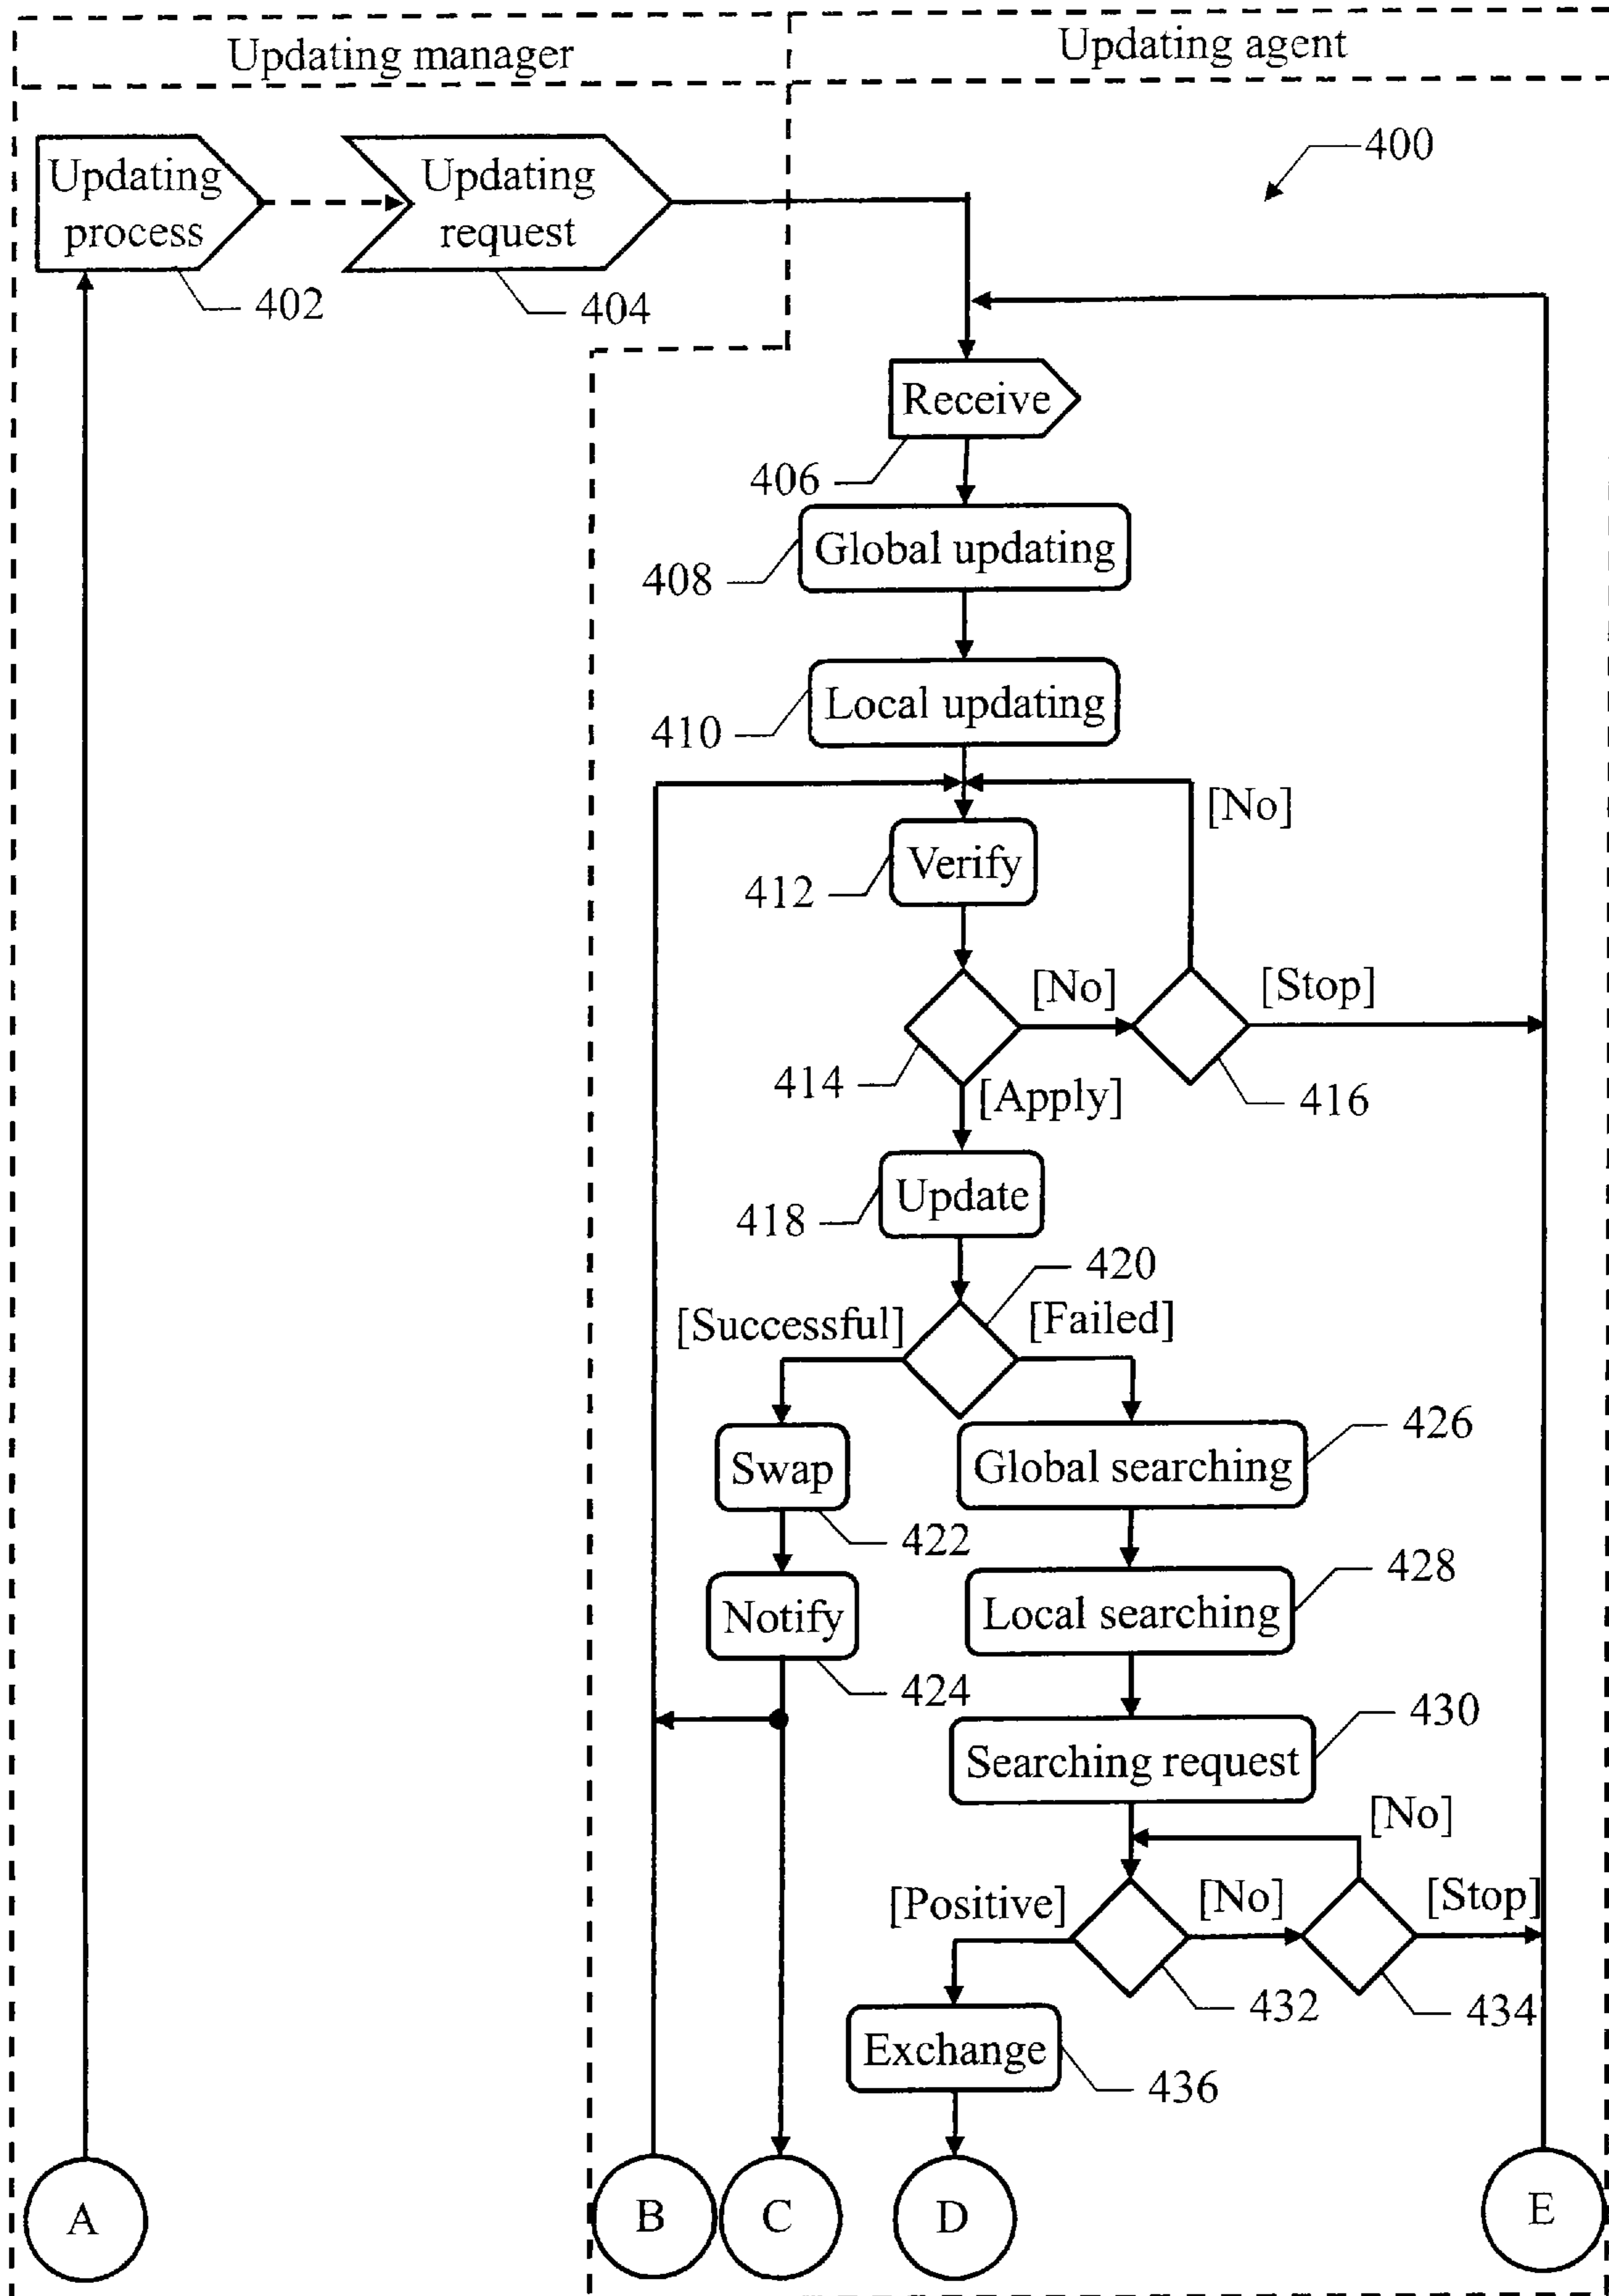 Updating manager
Updating agent
400
Updating
process
Updating
request
402
404
Receive
406
Global updating
408
Local updating
410
[No]
Verify
412
[No]
[Stop]
414
416
[Apply]
Update
418
420
[Successful]
[Failed]
426
Swap
Global searching
422
428
Notify
Local searching
424
430
Searching request
[No]
[Positive]
[No]
[Stop]
432
434
Exchange
436
A
B
C
D
E